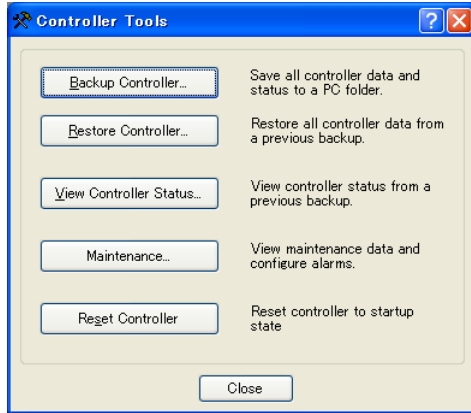 Controller Tools
Backup Controller...
Save all controller data and
status to a PC folder.
Restore Controller...
Restore all controller data from
a previous backup.
View Controller Status...
View controller status from a
previous backup.
Maintenance...
View maintenance data and
configure alarms.
Reset Controller
Reset controller to startup
state
Close